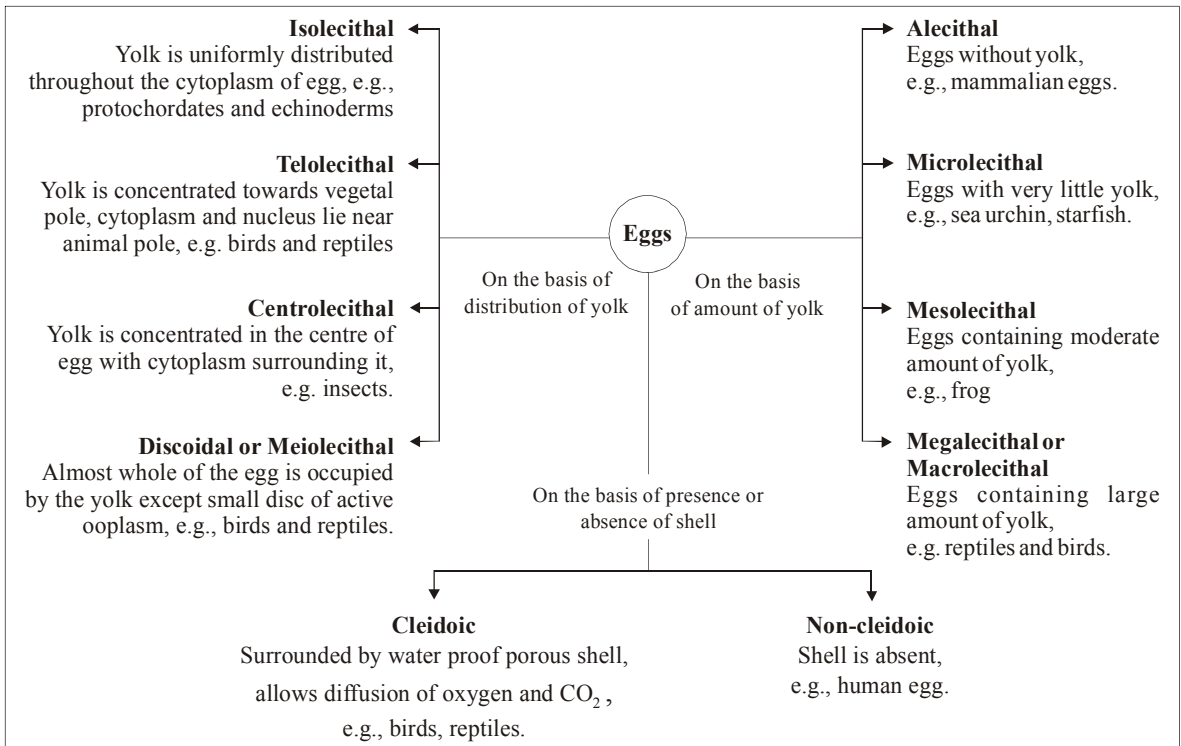 Isolecithal
Yolk is uniformly distributed
throughout the cytoplasm of egg, e.g.,
protochordates and echinoderms
Telolecithal
Yolk is concentrated towards vegetal
pole, cytoplasm and nucleus lie near
animal pole, e.g. birds and reptiles
Centrolecithal
Yolk is concentrated in the centre of
egg with cytoplasm surrounding it,
e.g. insects.
Discoidal or Meiolecithal
Almost whole of the egg is occupied
by the yolk except small disc of active
ooplasm, e.g., birds and reptiles.
Eggs
On the basis of
distribution of yolk
On the basis
of amount of yolk
Alecithal
Eggs without yolk,
e.g., mammalian eggs.
Microlecithal
Eggs with very little yolk,
e.g., sea urchin, starfish.
Mesolecithal
Eggs containing moderate
amount of yolk,
e.g., frog
Megalecithal or
Macrolecithal
Eggs containing large
amount of yolk,
e.g. reptiles and birds.
On the basis of presence or
absence of shell
Cleidoic
Surrounded by water proof porous shell,
allows diffusion of oxygen and CO₂ ,
e.g., birds, reptiles.
Non-cleidoic
Shell is absent,
e.g., human egg.